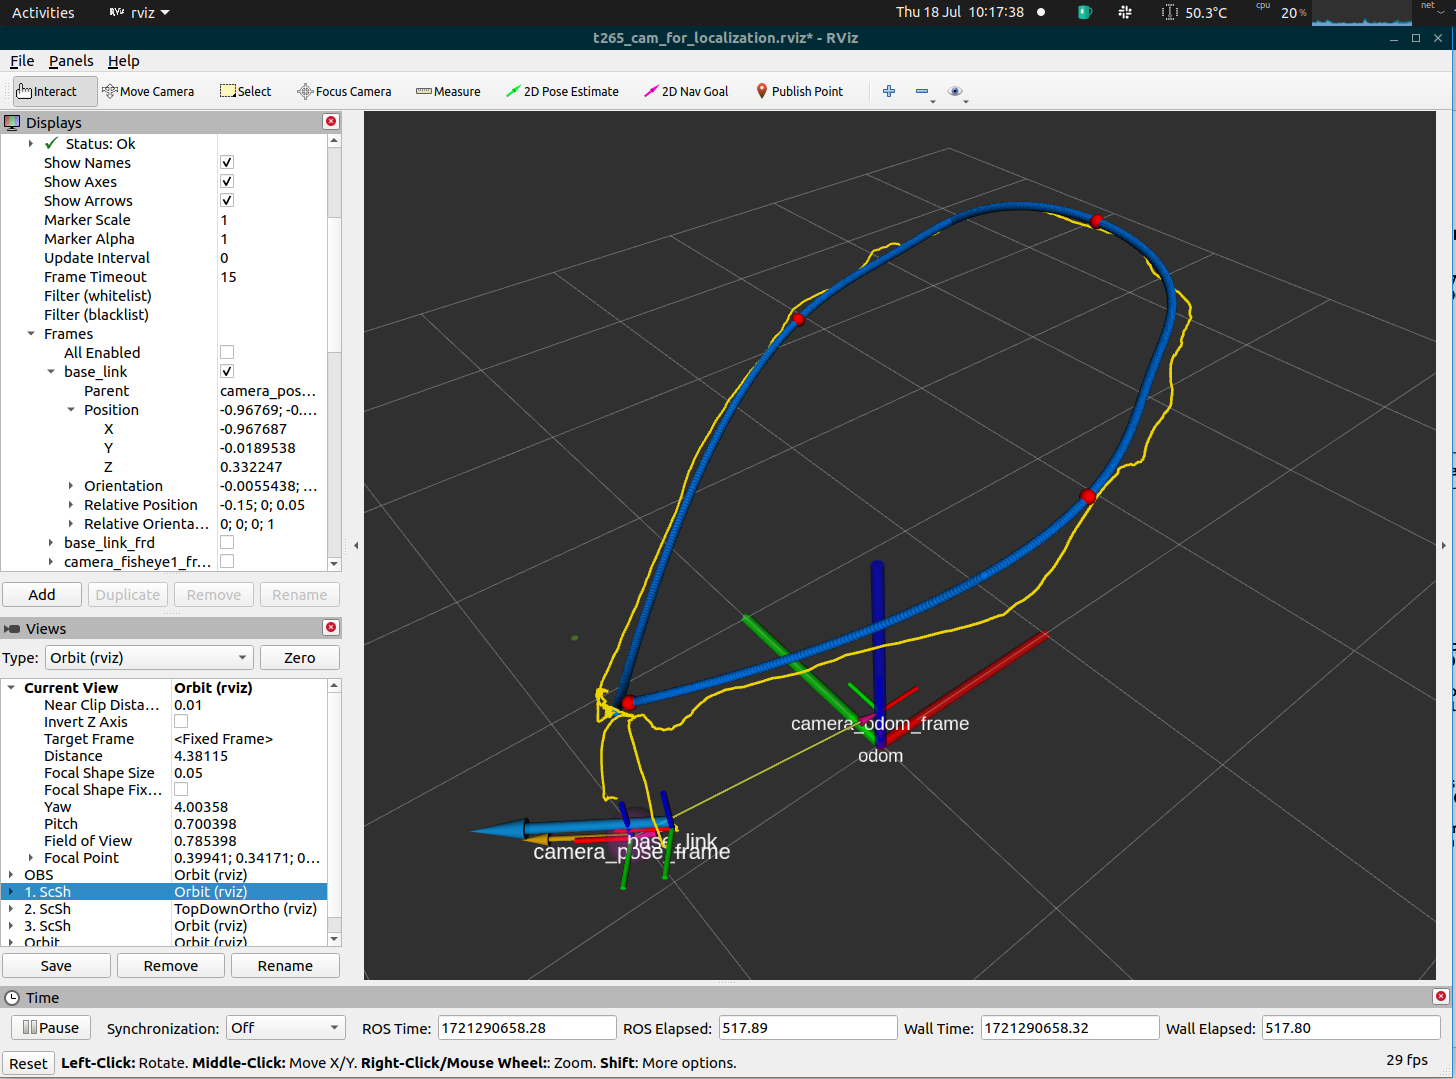 Activities rviz Thu 18 Jul 10:17:38 50.3°C cpu 20% net
t265_cam_for_localization.rviz* - RViz
File Panels Help
Interact Move Camera Select Focus Camera Measure 2D Pose Estimate 2D Nav Goal Publish Point
Displays
Status: Ok
Show Names
Show Axes
Show Arrows
Marker Scale 1
Marker Alpha 1
Update Interval 0
Frame Timeout 15
Filter (whitelist)
Filter (blacklist)
Frames
All Enabled
base_link
Parent camera_pos...
Position -0.96769; -0....
X -0.967687
Y -0.0189538
Z 0.332247
Orientation -0.0055438; ...
Relative Position -0.15; 0; 0.05
Relative Orienta... 0; 0; 0; 1
base_link_frd
camera_fisheye1_fr...
Add Duplicate Remove Rename
Views
Type: Orbit (rviz) Zero
Current View Orbit (rviz)
Near Clip Dista... 0.01
Invert Z Axis
Target Frame <Fixed Frame>
Distance 4.38115
Focal Shape Size 0.05
Focal Shape Fix...
Yaw 4.00358
Pitch 0.700398
Field of View 0.785398
Focal Point 0.39941; 0.34171; 0...
OBS Orbit (rviz)
1. ScSh Orbit (rviz)
2. ScSh TopDownOrtho (rviz)
3. ScSh Orbit (rviz)
Orbit Orbit (rviz)
Save Remove Rename
camera_odom_frame
odom
base_link
camera_pose_frame
Time
Pause Synchronization: Off ROS Time: 1721290658.28 ROS Elapsed: 517.89 Wall Time: 1721290658.32 Wall Elapsed: 517.80
Reset Left-Click: Rotate. Middle-Click: Move X/Y. Right-Click/Mouse Wheel:: Zoom. Shift: More options. 29 fps